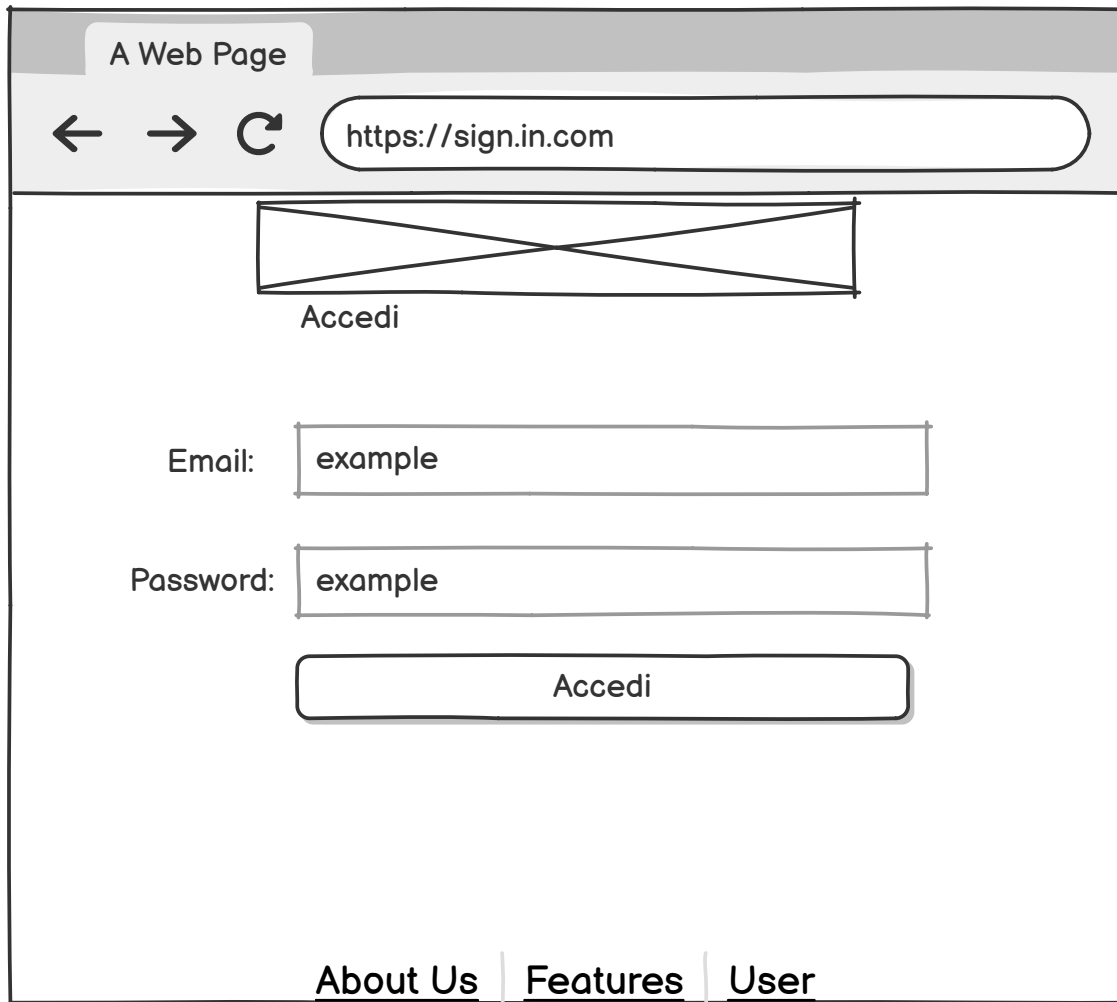 A Web Page
https://sign.in.com
Accedi
Email: example
Password: example
Accedi
About Us Features User